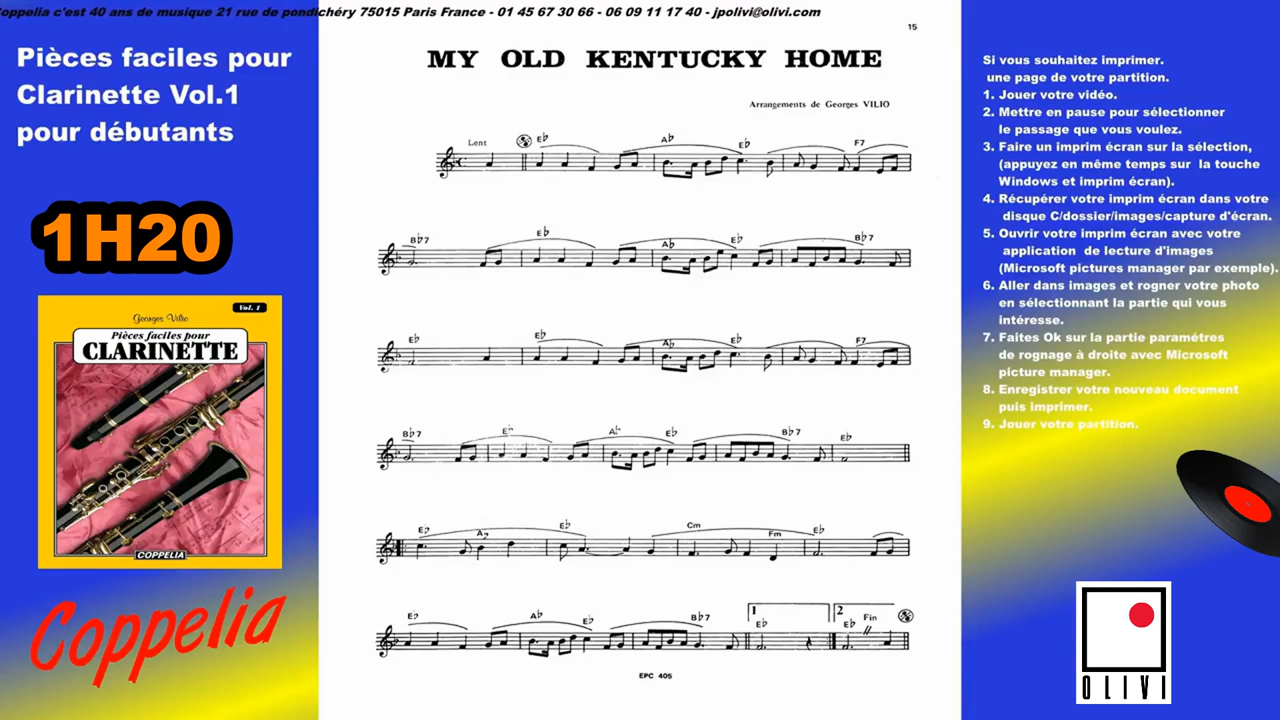 Coppelia c'est 40 ans de musique 21 rue de pondichéry 75015 Paris France - 01 45 67 30 66 - 06 09 11 17 40 - jpolivi@olivi.com
Pièces faciles pour
Clarinette Vol.1
pour débutants
1H20
Vol. 1
Georges Vilio
Pièces faciles pour
CLARINETTE
COPPELIA
Coppelia
15
MY OLD KENTUCKY HOME
Arrangements de Georges VILIO
Lent E♭ A♭ E♭ F7
B♭7 E♭ A♭ E♭ B♭7
E♭ E♭ A♭ E♭ F7
B♭7 E♭ A♭ E♭ B♭7 E♭
E♭ A♭ E♭ Cm Fm E♭
E♭ A♭ E♭ B♭7 1 E♭ 2 E♭ Fin
EPC 405
Si vous souhaitez imprimer.
une page de votre partition.
1. Jouer votre vidéo.
2. Mettre en pause pour sélectionner
le passage que vous voulez.
3. Faire un imprim écran sur la sélection,
(appuyez en même temps sur la touche
Windows et imprim écran).
4. Récupérer votre imprim écran dans votre
disque C/dossier/images/capture d'écran.
5. Ouvrir votre imprim écran avec votre
application de lecture d'images
(Microsoft pictures manager par exemple).
6. Aller dans images et rogner votre photo
en sélectionnant la partie qui vous
intéresse.
7. Faites Ok sur la partie paramétres
de rognage à droite avec Microsoft
picture manager.
8. Enregistrer votre nouveau document
puis imprimer.
9. Jouer votre partition.
OLIVI